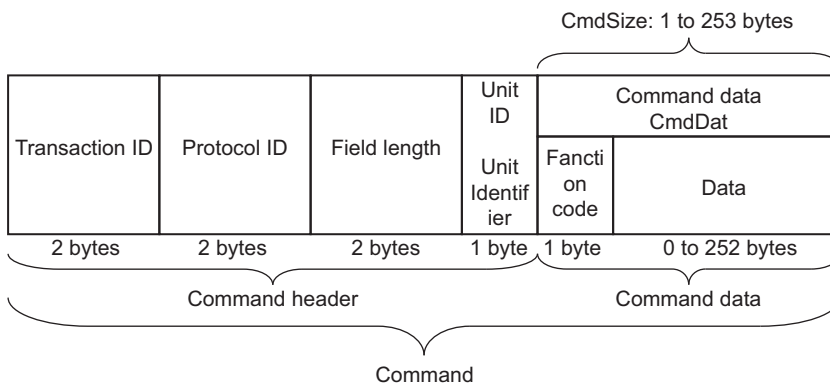 CmdSize: 1 to 253 bytes
Transaction ID
Protocol ID
Field length
Unit
ID
Unit
Identif
ier
Command data
CmdDat
Fancti
on
code
Data
2 bytes
2 bytes
2 bytes
1 byte
1 byte
0 to 252 bytes
Command header
Command data
Command